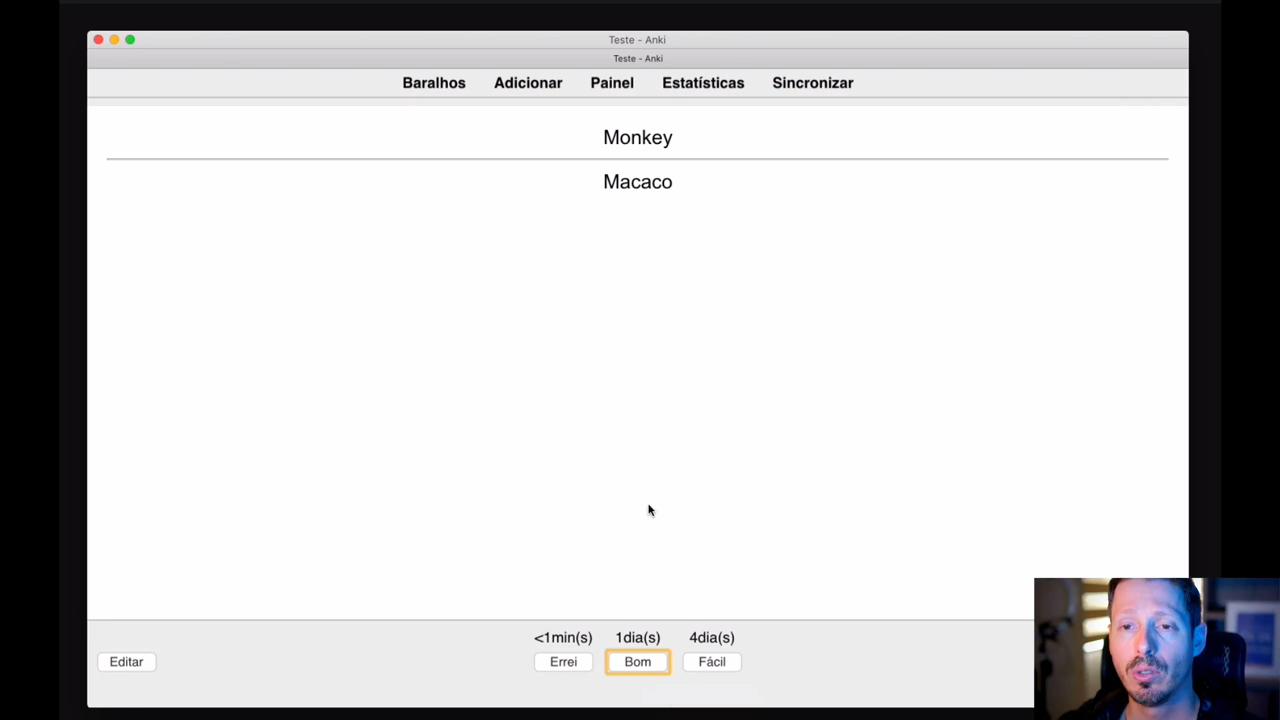 Teste - Anki
Teste - Anki
Baralhos Adicionar Painel Estatísticas Sincronizar
Monkey
Macaco
<1min(s) 1dia(s) 4dia(s)
Editar Errei Bom Fácil